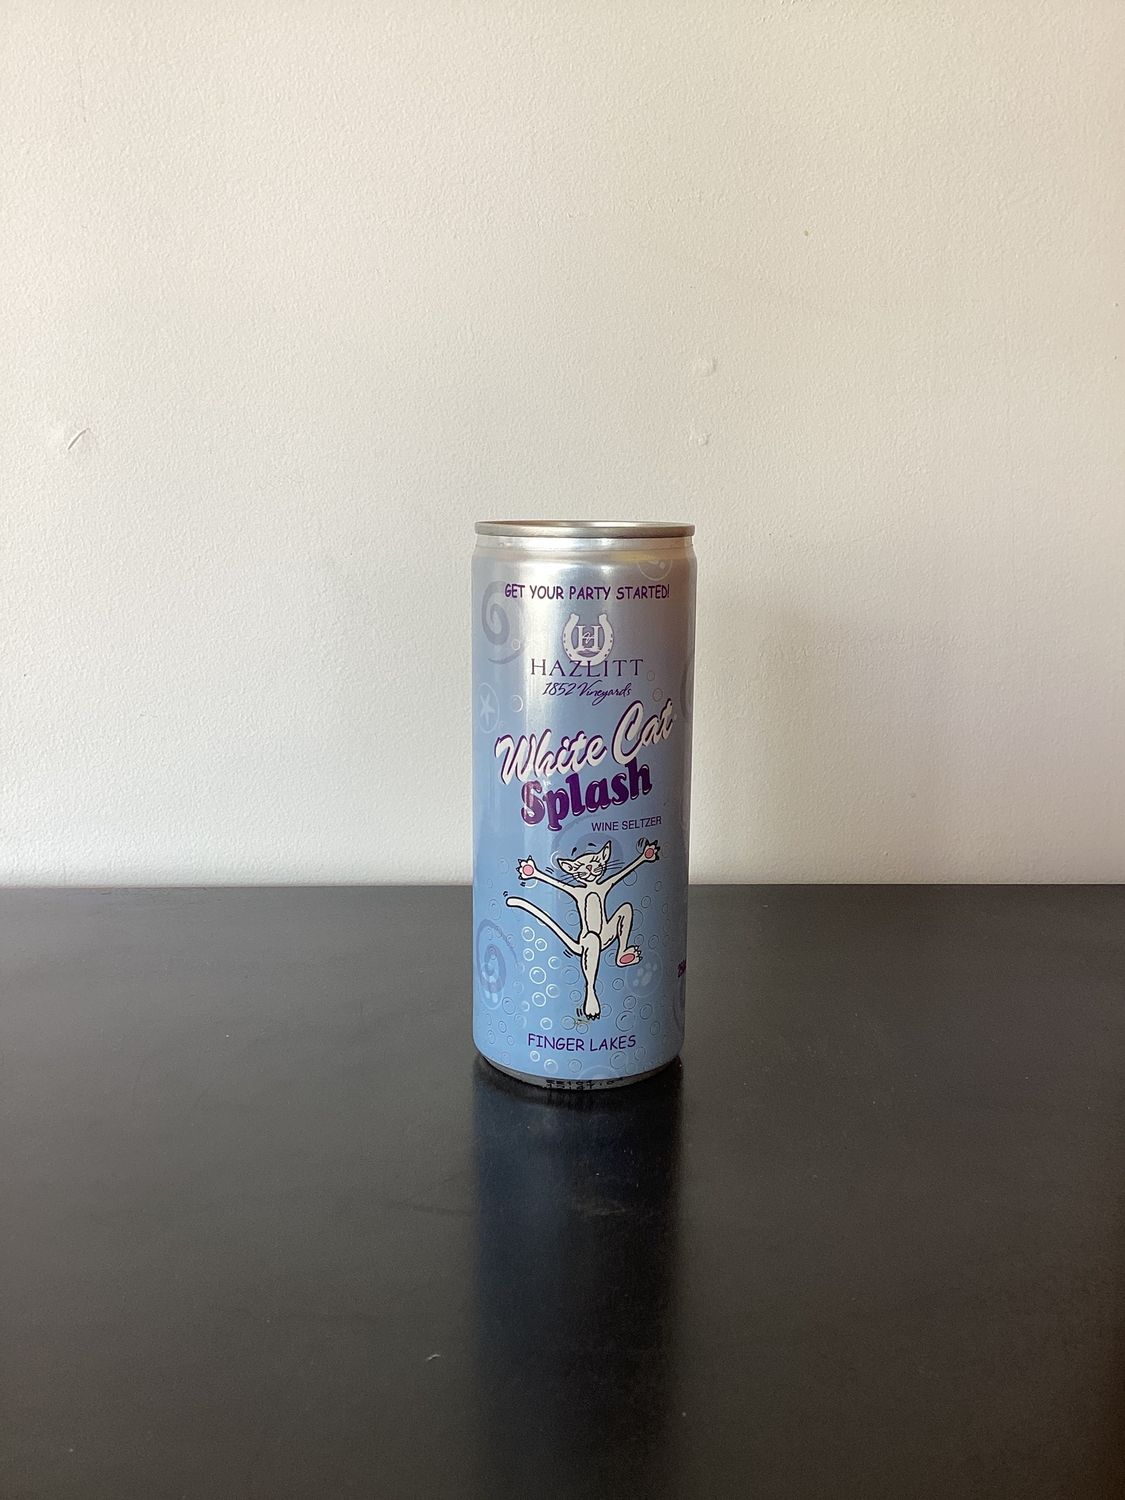 GET YOUR PARTY STARTED!
H
HAZLITT
1852 Vineyards
White Cat
Splash
WINE SELTZER
FINGER LAKES